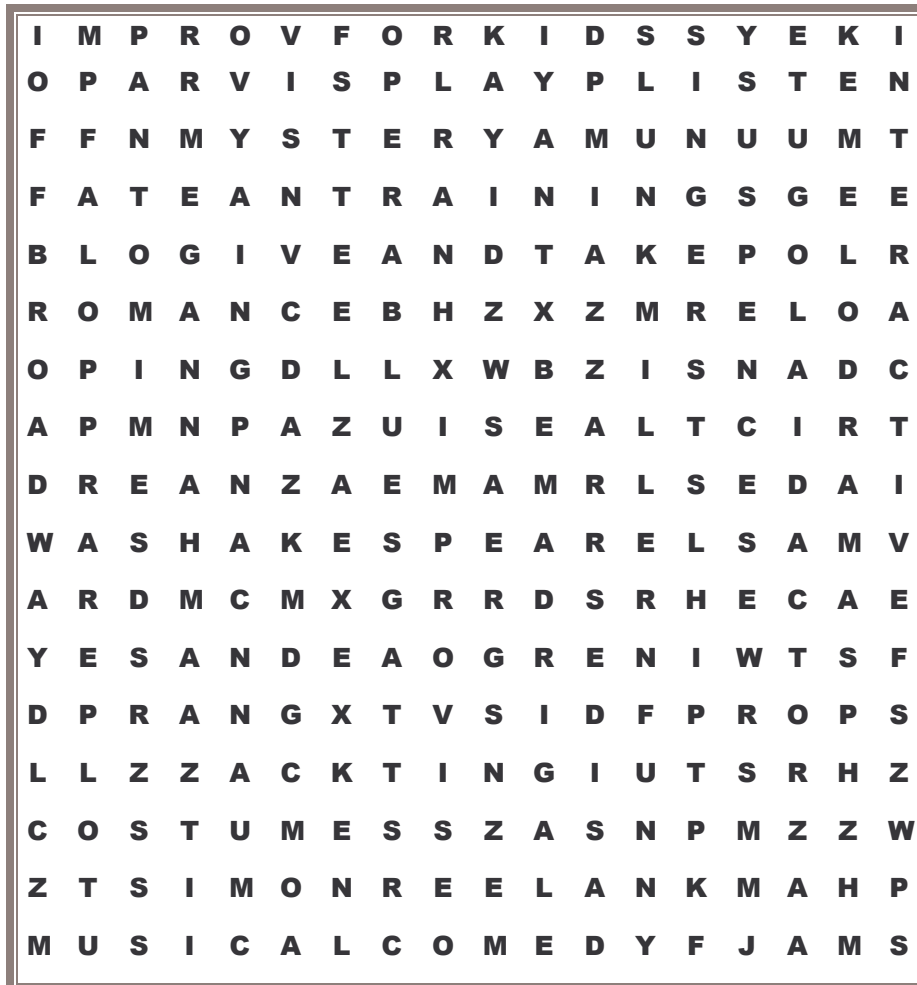 I M P R O V F O R K I D S S Y E K I
O P A R V I S P L A Y P L I S T E N
F F N M Y S T E R Y A M U N U U M T
F A T E A N T R A I N I N G S G E E
B L O G I V E A N D T A K E P O L R
R O M A N C E B H Z X Z M R E L O A
O P I N G D L L X W B Z I S N A D C
A P M N P A Z U I S E A L T C I R T
D R E A N Z A E M A M R L S E D A I
W A S H A K E S P E A R E L S A M V
A R D M C M X G R R D S R H E C A E
Y E S A N D E A O G R E N I W T S F
D P R A N G X T V S I D F P R O P S
L L Z Z A C K T I N G I U T S R H Z
C O S T U M E S S Z A S N P M Z Z W
Z T S I M O N R E E L A N K M A H P
M U S I C A L C O M E D Y F J A M S